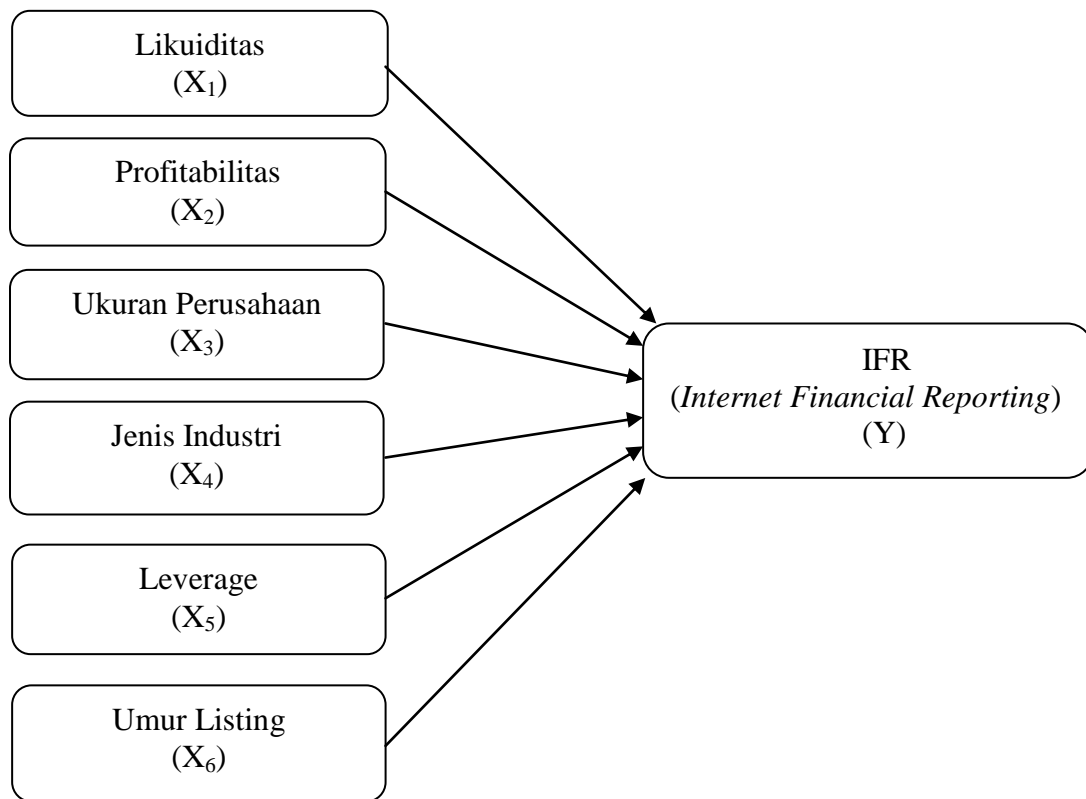 Likuiditas
(X₁)
Profitabilitas
(X₂)
Ukuran Perusahaan
(X₃)
Jenis Industri
(X₄)
Leverage
(X₅)
Umur Listing
(X₆)
IFR
(Internet Financial Reporting)
(Y)